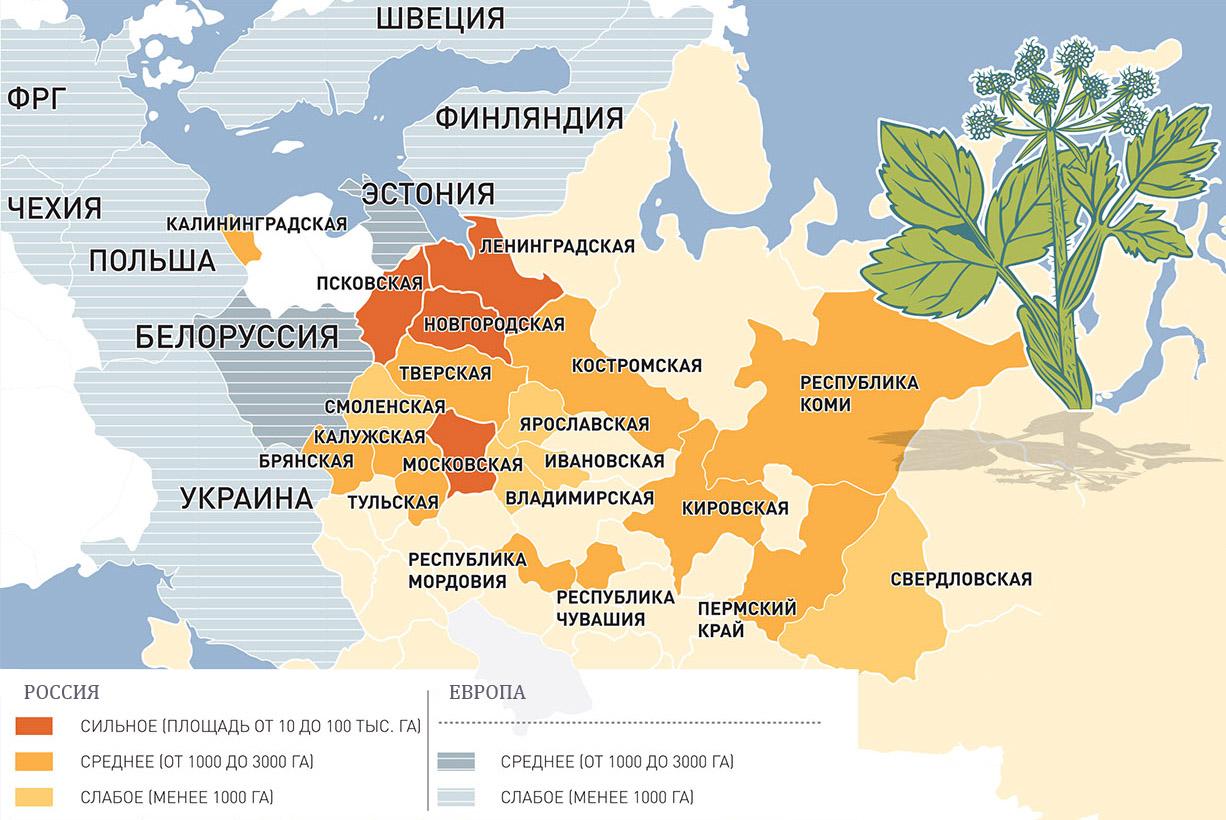 ШВЕЦИЯ
ФРГ
ФИНЛЯНДИЯ
ЭСТОНИЯ
ЧЕХИЯ
КАЛИНИНГРАДСКАЯ
ПОЛЬША
ЛЕНИНГРАДСКАЯ
ПСКОВСКАЯ
БЕЛОРУССИЯ
НОВГОРОДСКАЯ
КОСТРОМСКАЯ
ТВЕРСКАЯ
РЕСПУБЛИКА
КОМИ
СМОЛЕНСКАЯ
ЯРОСЛАВСКАЯ
КАЛУЖСКАЯ
БРЯНСКАЯ
МОСКОВСКАЯ
ИВАНОВСКАЯ
УКРАИНА
ТУЛЬСКАЯ
ВЛАДИМИРСКАЯ
КИРОВСКАЯ
РЕСПУБЛИКА
МОРДОВИЯ
СВЕРДЛОВСКАЯ
РЕСПУБЛИКА
ЧУВАШИЯ
ПЕРМСКИЙ
КРАЙ
РОССИЯ
СИЛЬНОЕ (ПЛОЩАДЬ ОТ 10 ДО 100 ТЫС. ГА)
СРЕДНЕЕ (ОТ 1000 ДО 3000 ГА)
СЛАБОЕ (МЕНЕЕ 1000 ГА)
ЕВРОПА
СРЕДНЕЕ (ОТ 1000 ДО 3000 ГА)
СЛАБОЕ (МЕНЕЕ 1000 ГА)